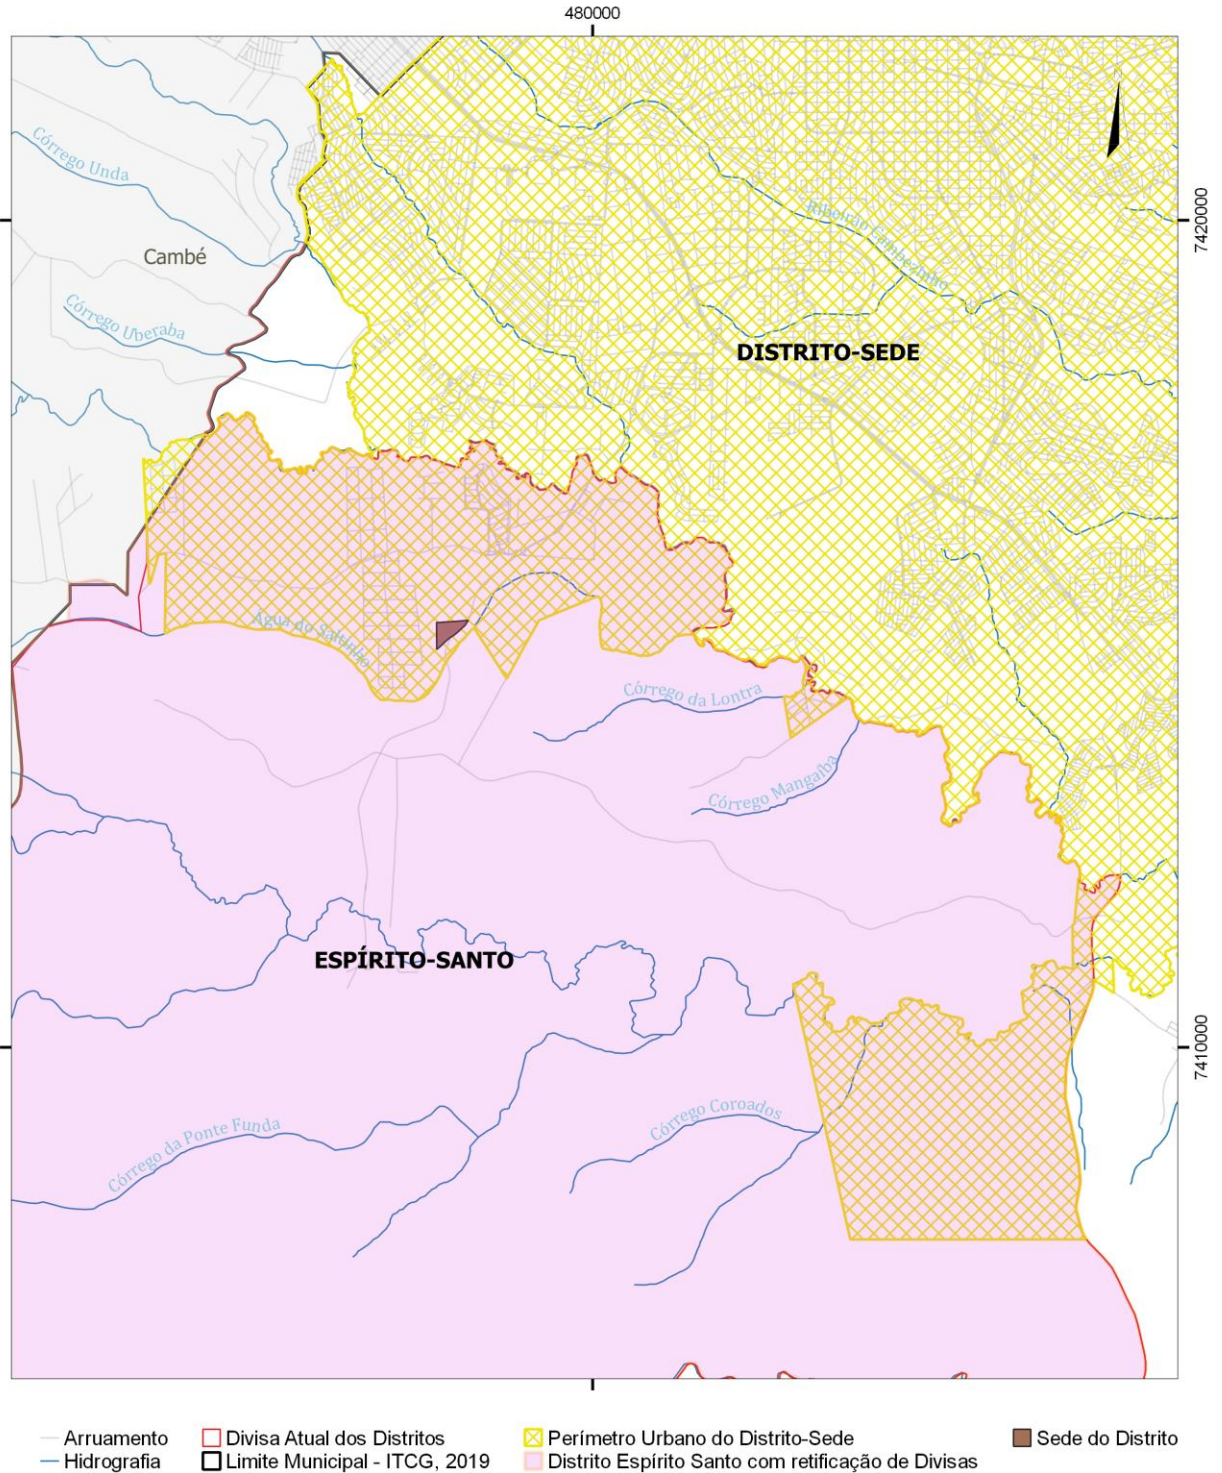 480000
N
Córrego Unda
7420000
Ribeirão Cambezinho
Cambé
Córrego Uberaba
DISTRITO-SEDE
Água do Saltinho
Córrego da Lontra
Córrego Mangaíba
ESPÍRITO-SANTO
7410000
Córrego Coroados
Córrego da Ponte Funda
Arruamento
Divisa Atual dos Distritos
Perímetro Urbano do Distrito-Sede
Sede do Distrito
Hidrografia
Limite Municipal - ITCG, 2019
Distrito Espírito Santo com retificação de Divisas